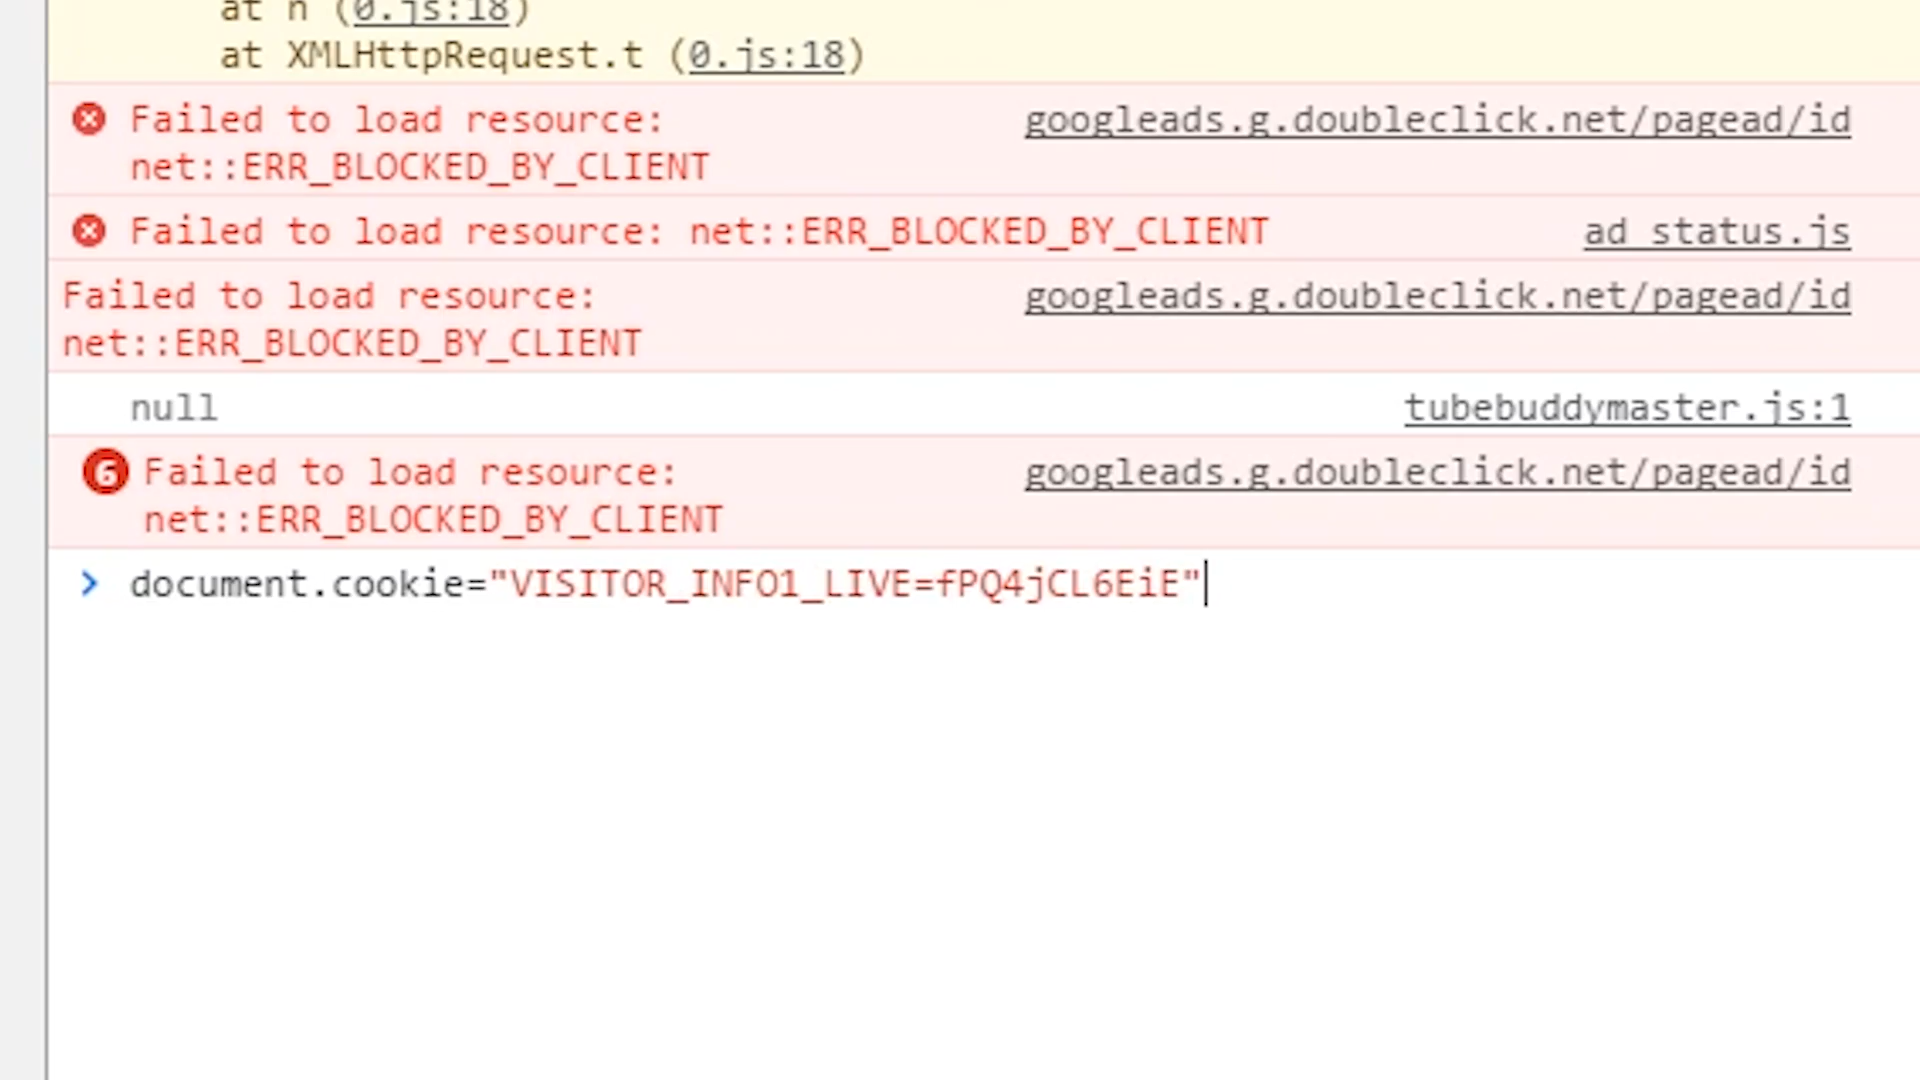 at n (0.js:18)
at XMLHttpRequest.t (0.js:18)
Failed to load resource: googleads.g.doubleclick.net/pagead/id
net::ERR_BLOCKED_BY_CLIENT
Failed to load resource: net::ERR_BLOCKED_BY_CLIENT ad_status.js
Failed to load resource: googleads.g.doubleclick.net/pagead/id
net::ERR_BLOCKED_BY_CLIENT
null tubebuddymaster.js:1
6 Failed to load resource: googleads.g.doubleclick.net/pagead/id
net::ERR_BLOCKED_BY_CLIENT
> document.cookie="VISITOR_INFO1_LIVE=fPQ4jCL6EiE"